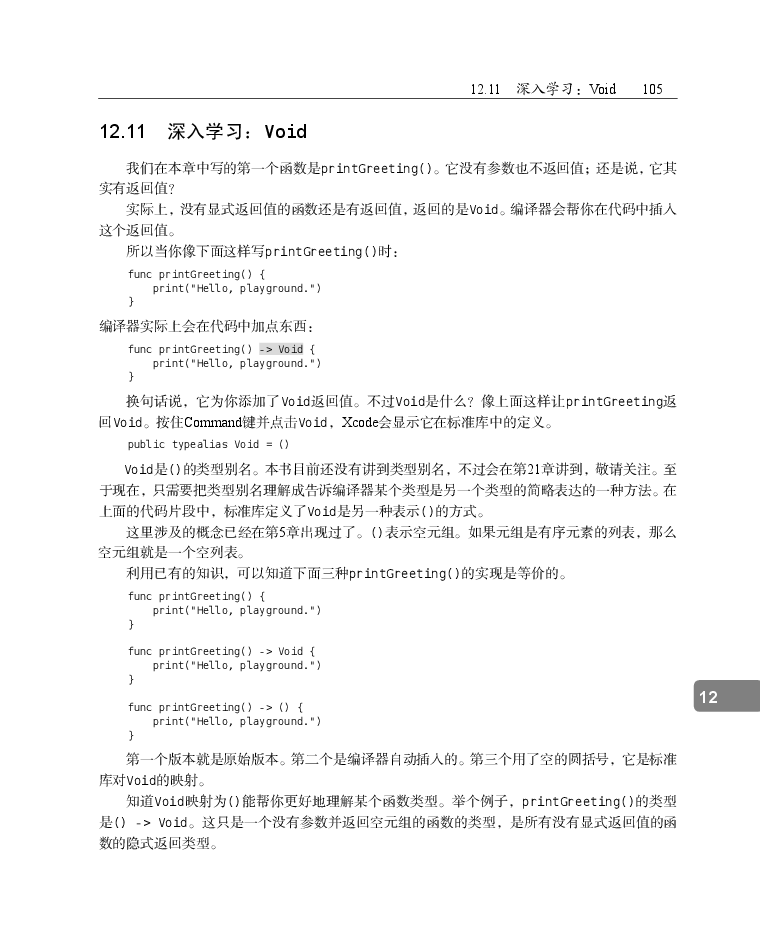 12.11 深入学习：Void 105
12.11 深入学习：Void
我们在本章中写的第一个函数是printGreeting()。它没有参数也不返回值；还是说，它其
实有返回值？
实际上，没有显式返回值的函数还是有返回值，返回的是Void。编译器会帮你在代码中插入
这个返回值。
所以当你像下面这样写printGreeting()时：
func printGreeting() {
    print("Hello, playground.")
}
编译器实际上会在代码中加点东西：
func printGreeting() -> Void {
    print("Hello, playground.")
}
换句话说，它为你添加了Void返回值。不过Void是什么？像上面这样让printGreeting返
回Void。按住Command键并点击Void，Xcode会显示它在标准库中的定义。
public typealias Void = ()
Void是()的类型别名。本书目前还没有讲到类型别名，不过会在第21章讲到，敬请关注。至
于现在，只需要把类型别名理解成告诉编译器某个类型是另一个类型的简略表达的一种方法。在
上面的代码片段中，标准库定义了Void是另一种表示()的方式。
这里涉及的概念已经在第5章出现过了。()表示空元组。如果元组是有序元素的列表，那么
空元组就是一个空列表。
利用已有的知识，可以知道下面三种printGreeting()的实现是等价的。
func printGreeting() {
    print("Hello, playground.")
}
func printGreeting() -> Void {
    print("Hello, playground.")
}
func printGreeting() -> () {
    print("Hello, playground.")
}
12
第一个版本就是原始版本。第二个是编译器自动插入的。第三个用了空的圆括号，它是标准
库对Void的映射。
知道Void映射为()能帮你更好地理解某个函数类型。举个例子，printGreeting()的类型
是() -> Void。这只是一个没有参数并返回空元组的函数的类型，是所有没有显式返回值的函
数的隐式返回类型。